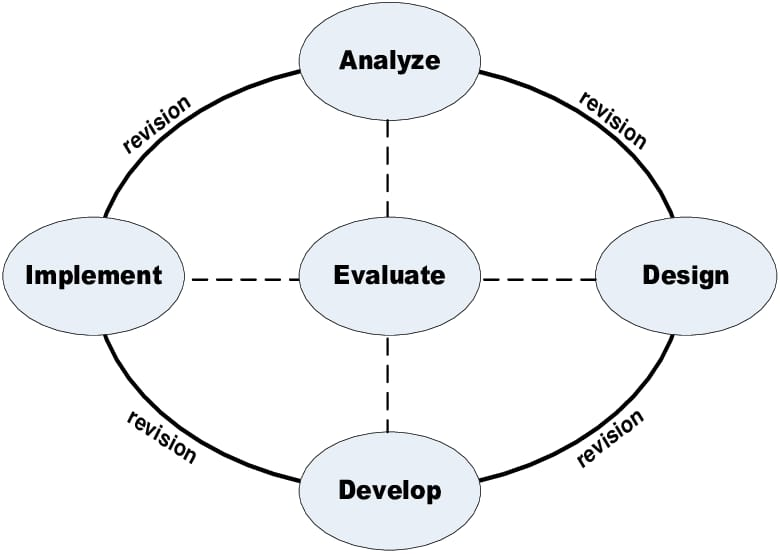 Analyze
revision
revision
Implement
Evaluate
Design
revision
revision
Develop